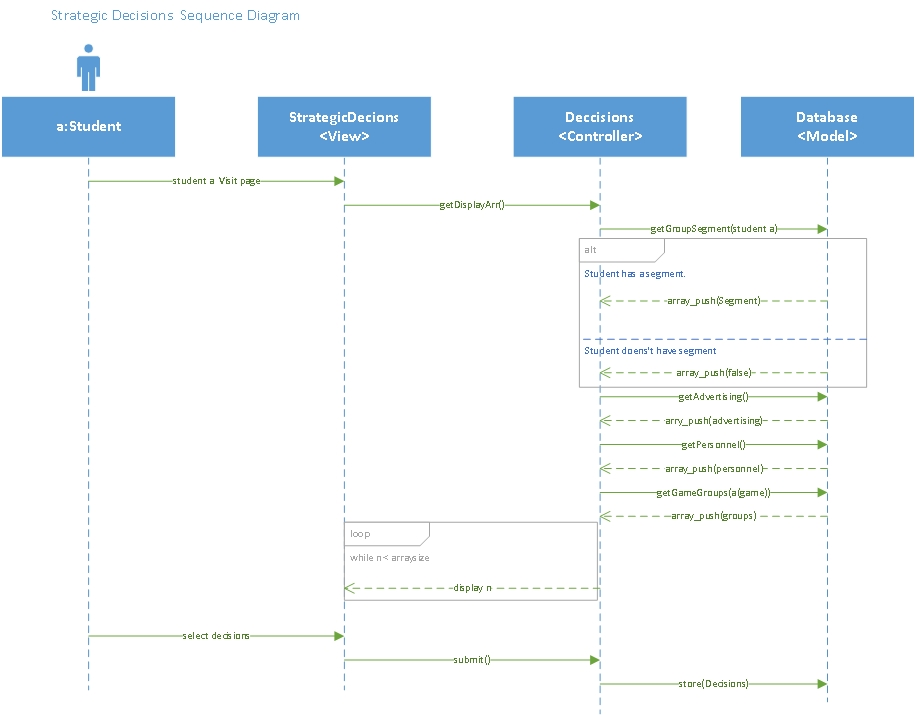 Strategic Decisions Sequence Diagram
a:Student
StrategicDecions
<View>
Deccisions
<Controller>
Database
<Model>
student a Visit page
getDisplayArr()
getGroupSegment(student a)
alt
Student has a segment.
array_push(Segment)
Student doens't have segment
array_push(false)
getAdvertising()
arry_push(advertising)
getPersonnel()
array_push(personnel)
getGameGroups(a(game))
array_push(groups)
loop
while n < arraysize
display n
select decisions
submit()
store(Decisions)